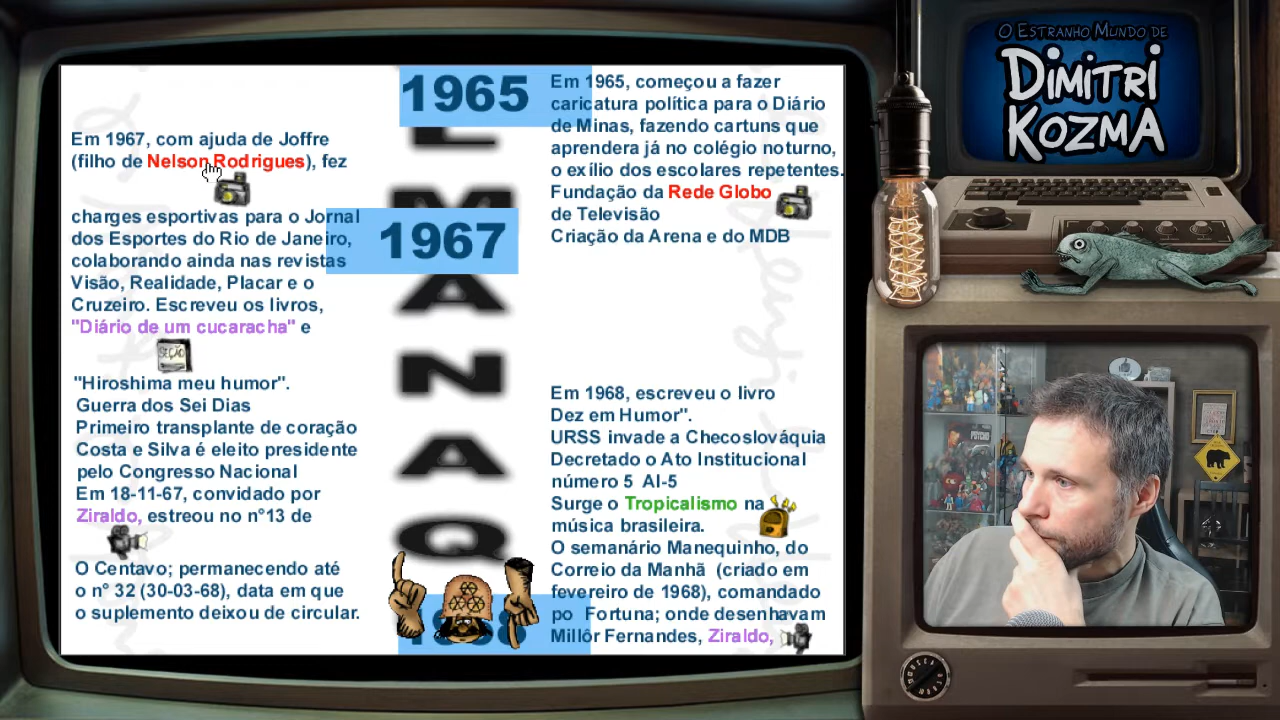 O ESTRANHO MUNDO DE
DIMITRI
KOZMA
1965
Em 1965, começou a fazer
caricatura política para o Diário
de Minas, fazendo cartuns que
aprendera já no colégio noturno,
o exílio dos escolares repetentes.
Fundação da Rede Globo
de Televisão
Criação da Arena e do MDB
Em 1967, com ajuda de Joffre
(filho de Nelson Rodrigues), fez
charges esportivas para o Jornal
dos Esportes do Rio de Janeiro,
colaborando ainda nas revistas
Visão, Realidade, Placar e o
Cruzeiro. Escreveu os livros,
"Diário de um cucaracha" e
SEÇÃO
"Hiroshima meu humor".
Guerra dos Sei Dias
Primeiro transplante de coração
Costa e Silva é eleito presidente
pelo Congresso Nacional
Em 18-11-67, convidado por
Ziraldo, estreou no n°13 de
O Centavo; permanecendo até
o n° 32 (30-03-68), data em que
o suplemento deixou de circular.
L
M
1967
A
N
A
Q
1968
Em 1968, escreveu o livro
Dez em Humor".
URSS invade a Checoslováquia
Decretado o Ato Institucional
número 5 AI-5
Surge o Tropicalismo na
música brasileira.
O semanário Manequinho, do
Correio da Manhã (criado em
fevereiro de 1968), comandado
po Fortuna; onde desenhavam
Millôr Fernandes, Ziraldo,
PSYCHO